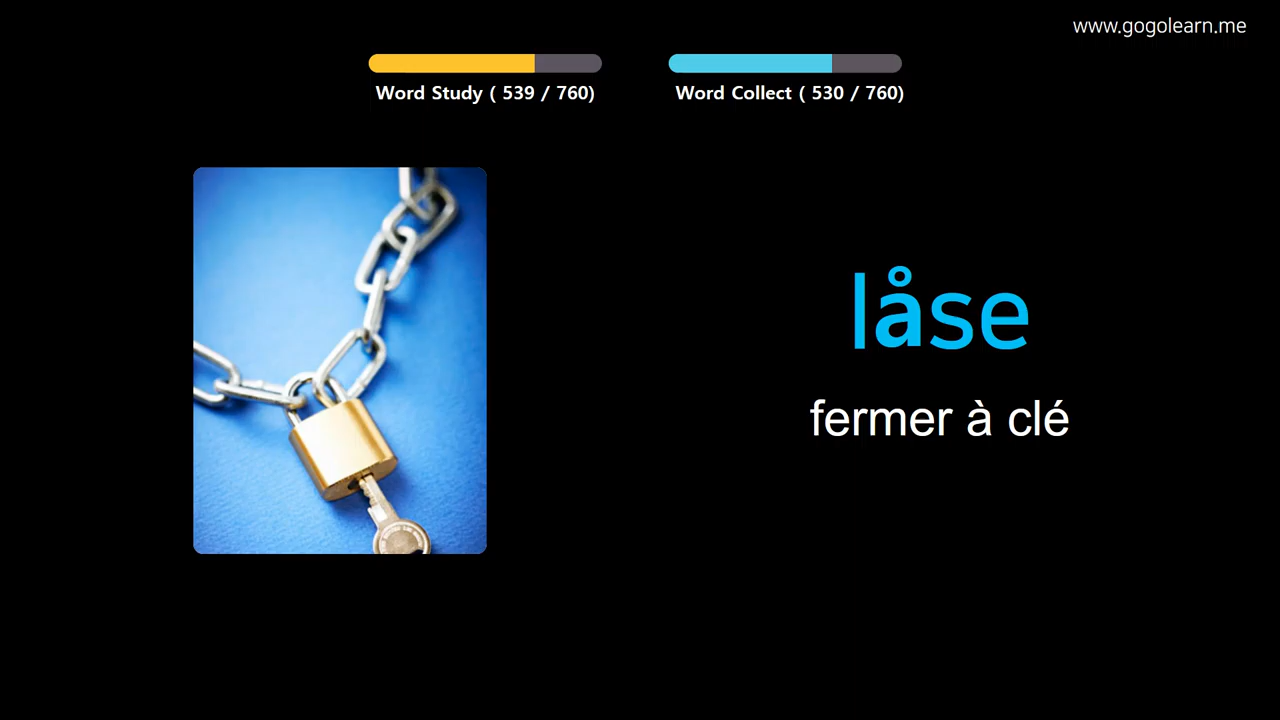 www.gogolearn.me
Word Study ( 539 / 760)
Word Collect ( 530 / 760)
låse
fermer à clé